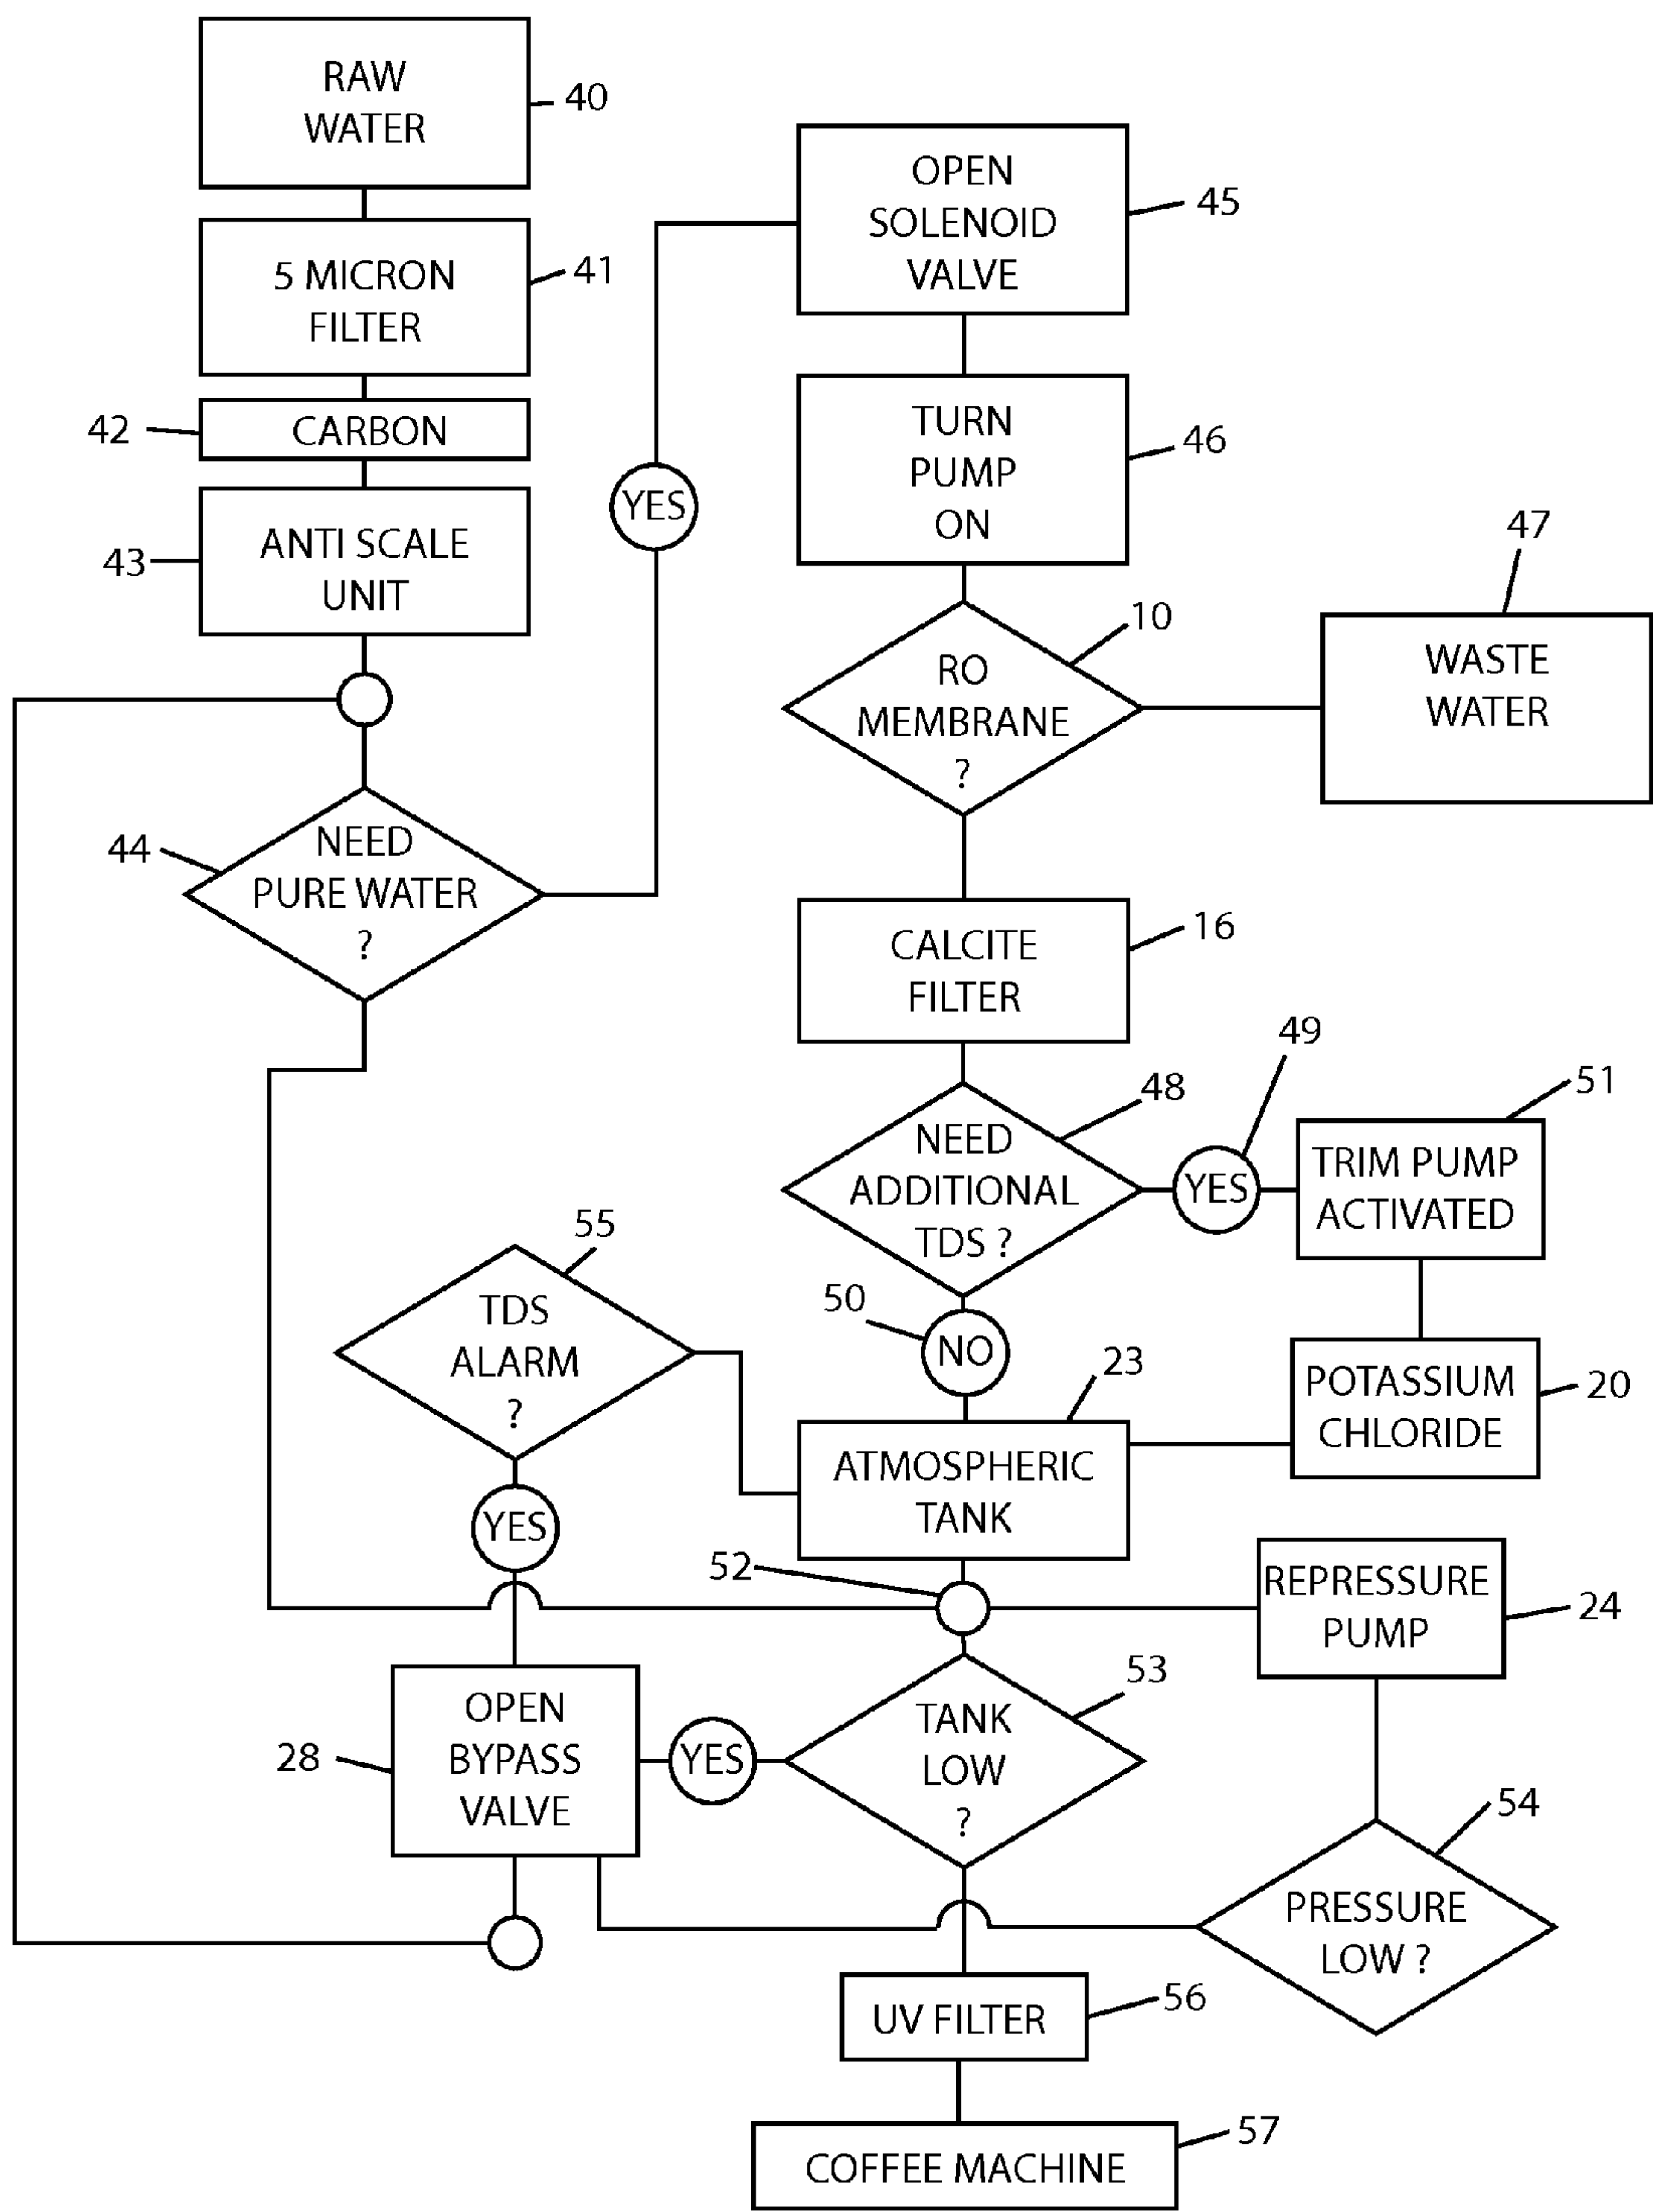 RAW
WATER
40
5 MICRON
FILTER
41
42
CARBON
43
ANTI SCALE
UNIT
44
NEED
PURE WATER
?
YES
OPEN
SOLENOID
VALVE
45
TURN
PUMP
ON
46
10
RO
MEMBRANE
?
47
WASTE
WATER
CALCITE
FILTER
16
48
NEED
ADDITIONAL
TDS ?
49
YES
51
TRIM PUMP
ACTIVATED
50
NO
POTASSIUM
CHLORIDE
20
23
ATMOSPHERIC
TANK
55
TDS
ALARM
?
YES
52
REPRESSURE
PUMP
24
53
TANK
LOW
?
YES
28
OPEN
BYPASS
VALVE
54
PRESSURE
LOW ?
UV FILTER
56
57
COFFEE MACHINE